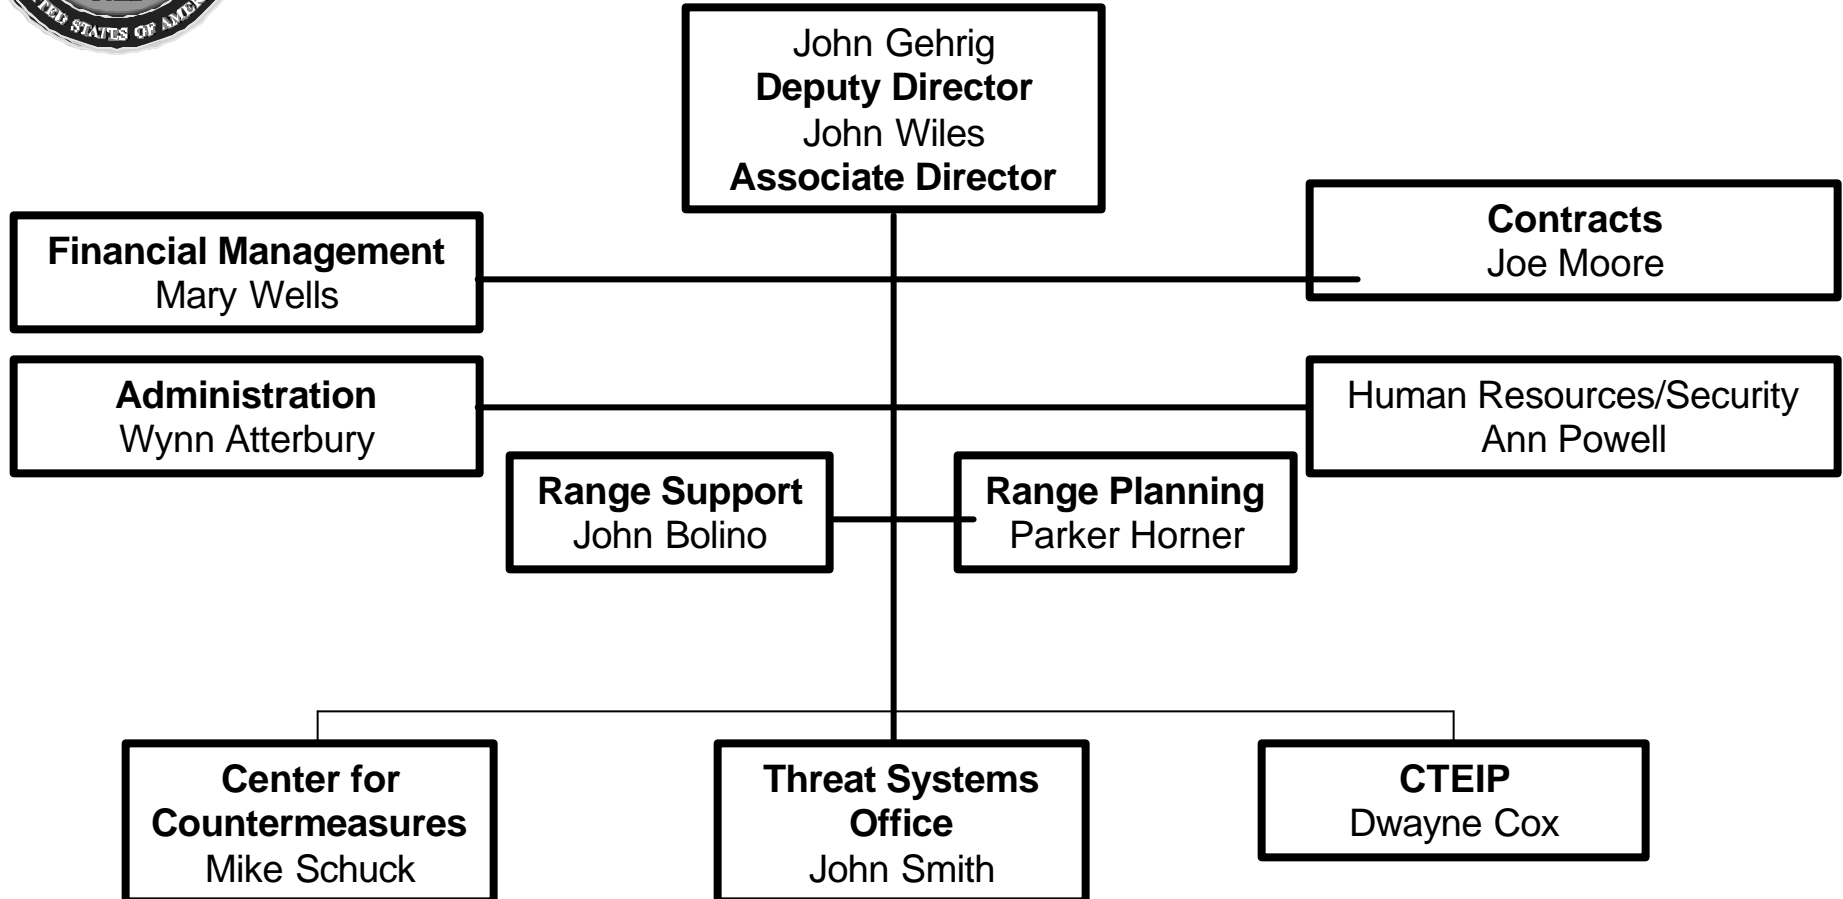 STATES OF
John Gehrig
Deputy Director
John Wiles
Associate Director
Financial Management
Mary Wells
Contracts
Joe Moore
Administration
Wynn Atterbury
Human Resources/Security
Ann Powell
Range Support
John Bolino
Range Planning
Parker Horner
Center for
Countermeasures
Mike Schuck
Threat Systems
Office
John Smith
CTEIP
Dwayne Cox